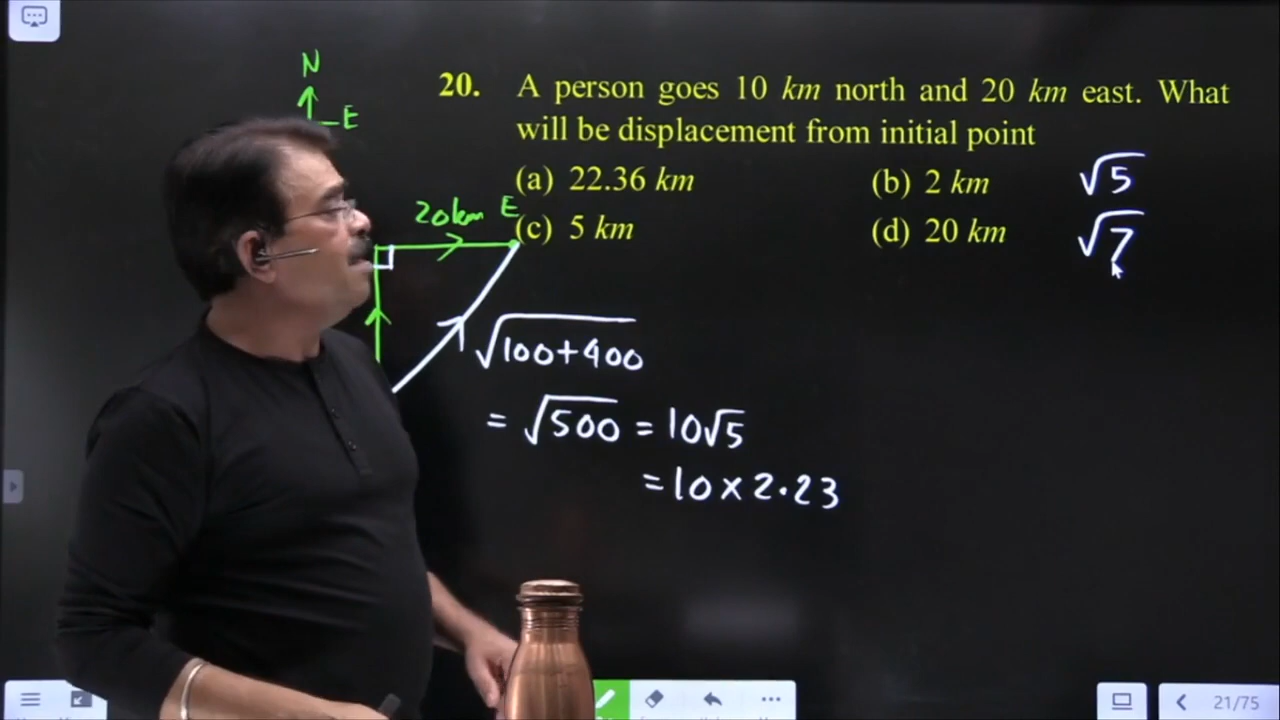 N
E
20. A person goes 10 km north and 20 km east. What
will be displacement from initial point
(a) 22.36 km (b) 2 km √5
20km E
(c) 5 km (d) 20 km √7
√100+400
= √500 = 10√5
= 10 × 2.23
21/75